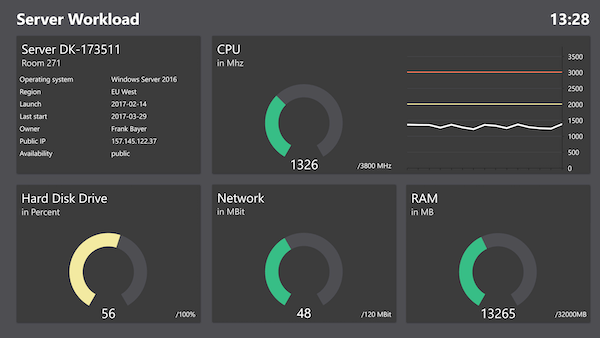 Server Workload
13:28
Server DK-173511
Room 271
Operating system Windows Server 2016
Region EU West
Launch 2017-02-14
Last start 2017-03-29
Owner Frank Bayer
Public IP 157.145.122.37
Availability public
CPU
in Mhz
1326
/3800 MHz
3500
3000
2500
2000
1500
1000
500
0
Hard Disk Drive
in Percent
56
/100%
Network
in MBit
48
/120 MBit
RAM
in MB
13265
/32000MB